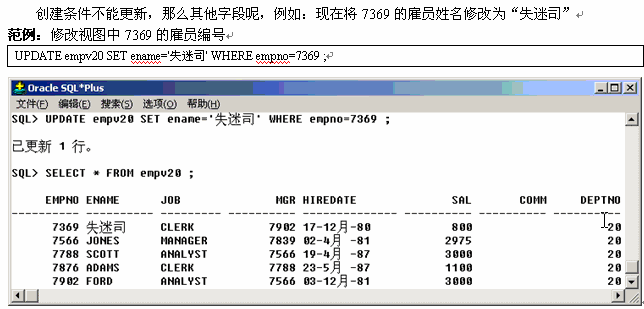 创建条件不能更新，那么其他字段呢，例如：现在将 7369 的雇员姓名修改为“失迷司”
范例：修改视图中 7369 的雇员编号
UPDATE empv20 SET ename='失迷司' WHERE empno=7369 ;
Oracle SQL*Plus
文件(F) 编辑(E) 搜索(S) 选项(O) 帮助(H)
SQL> UPDATE empv20 SET ename='失迷司' WHERE empno=7369 ;
已更新 1 行。
SQL> SELECT * FROM empv20 ;
EMPNO ENAME JOB MGR HIREDATE SAL COMM DEPTNO
---------- ---------- --------- ---------- -------------- ---------- ---------- ----------
7369 失迷司 CLERK 7902 17-12月-80 800 20
7566 JONES MANAGER 7839 02-4月 -81 2975 20
7788 SCOTT ANALYST 7566 19-4月 -87 3000 20
7876 ADAMS CLERK 7788 23-5月 -87 1100 20
7902 FORD ANALYST 7566 03-12月-81 3000 20